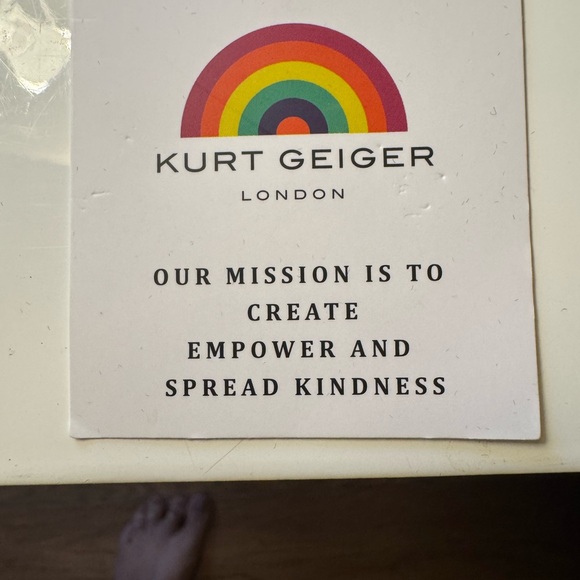 KURT GEIGER
LONDON
OUR MISSION IS TO
CREATE
EMPOWER AND
SPREAD KINDNESS